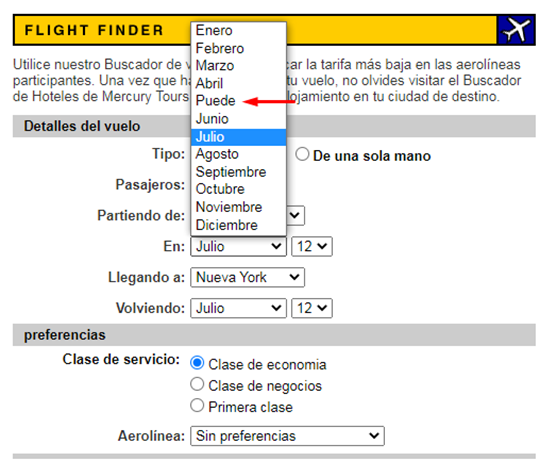 FLIGHT FINDER
Enero
Febrero
Marzo
Abril
Puede
Junio
Julio
Agosto
Septiembre
Octubre
Noviembre
Diciembre
Utilice nuestro Buscador de v car la tarifa más baja en las aerolíneas
participantes. Una vez que ha tu vuelo, no olvides visitar el Buscador
de Hoteles de Mercury Tours lojamiento en tu ciudad de destino.
Detalles del vuelo
Tipo: De una sola mano
Pasajeros:
Partiendo de:
En: Julio 12
Llegando a: Nueva York
Volviendo: Julio 12
preferencias
Clase de servicio: Clase de economia
Clase de negocios
Primera clase
Aerolínea: Sin preferencias